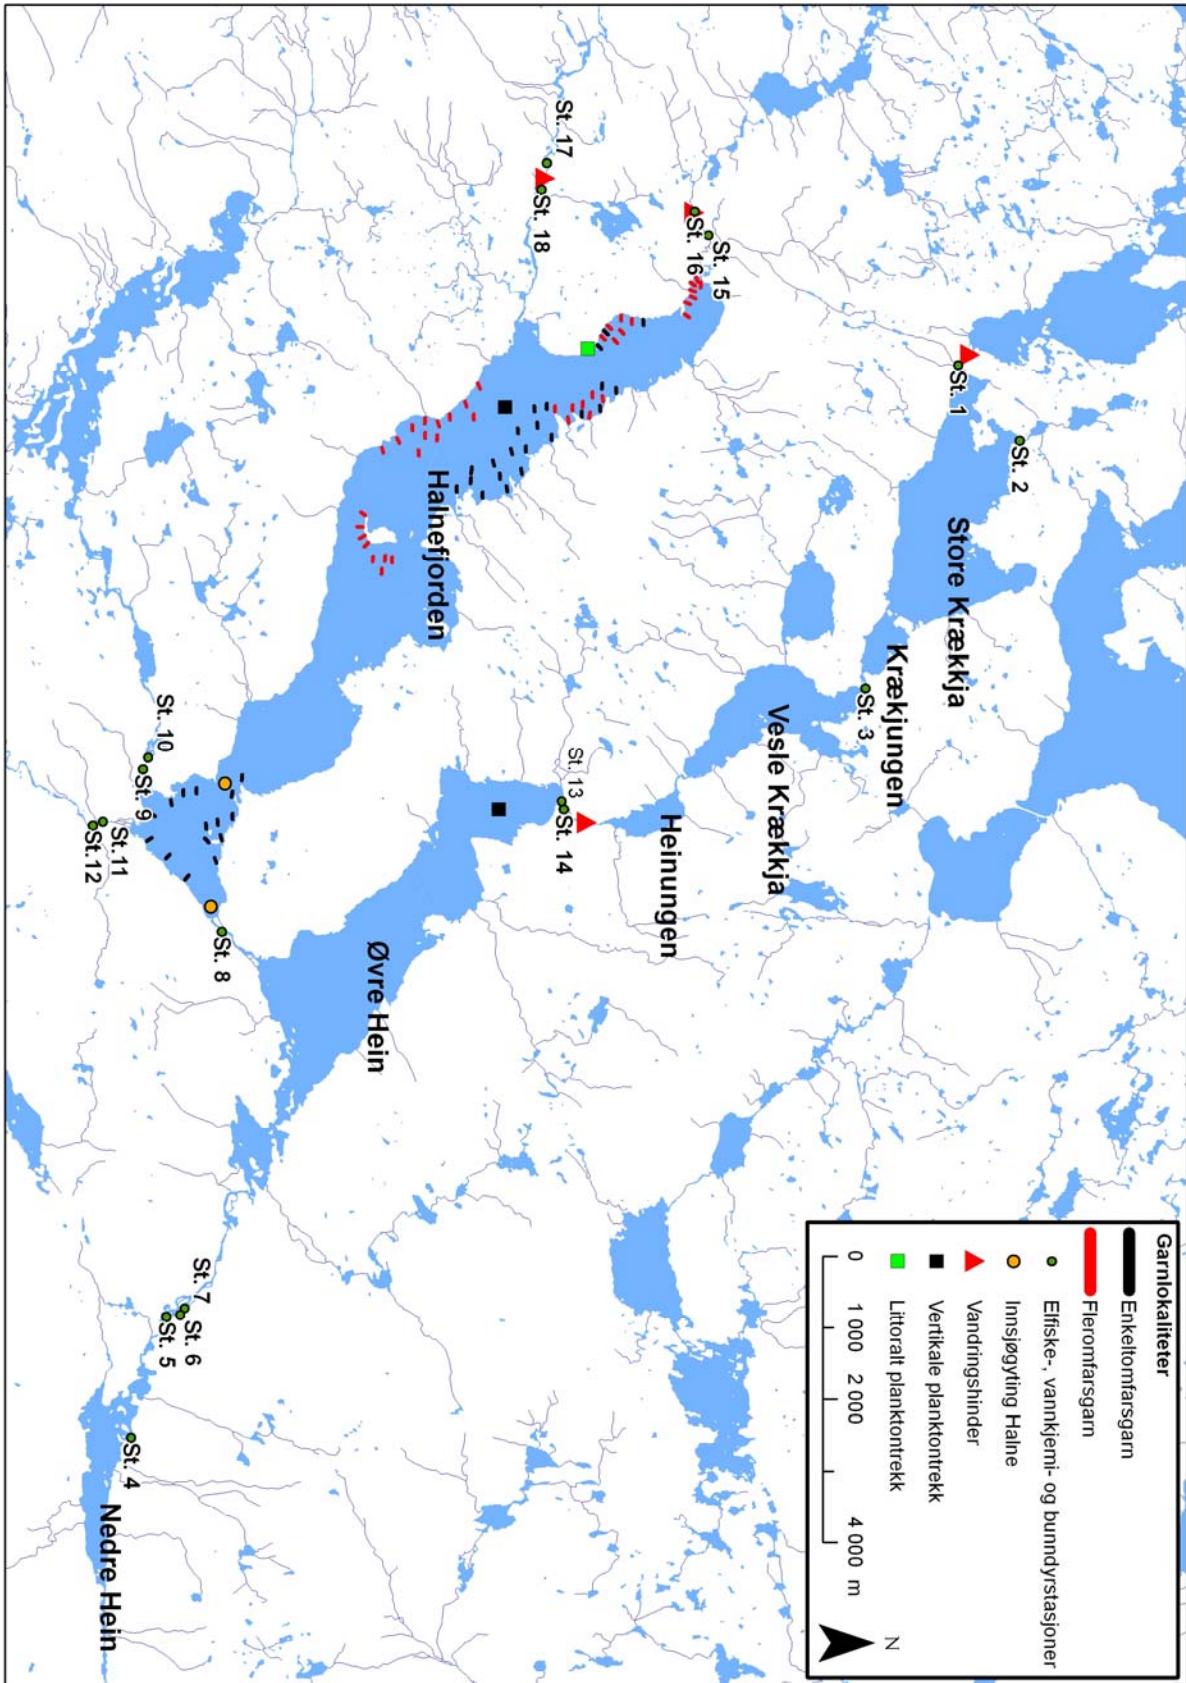 Garnlokaliteter
Enkeltomfarsgarn
Fleromfarsgarn
Elfiske-, vannkjemi- og bunndyrstasjoner
Innsjøgyting Halne
Vandringshinder
Vertikale planktontrekk
Littoralt planktontrekk
0 1 000 2 000 4 000 m
N
St. 2
St. 1
Store Krækkja
Krækjungen
St. 3
Vesle Krækkja
Heinungen
St. 15
St. 16
St. 17
St. 18
St. 13
St. 14
Halnefjorden
Øvre Hein
St. 8
St. 10
St. 9
St.11
St.12
St. 7
St. 6
St. 5
St. 4
Nedre Hein